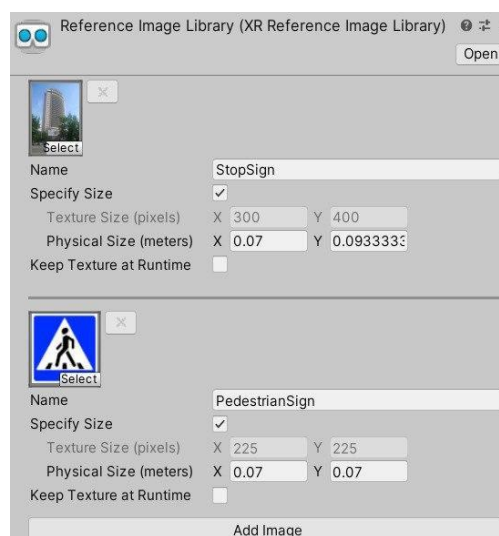 Reference Image Library (XR Reference Image Library)
Open
Select
Name StopSign
Specify Size
Texture Size (pixels) X 300 Y 400
Physical Size (meters) X 0.07 Y 0.0933333
Keep Texture at Runtime
Select
Name PedestrianSign
Specify Size
Texture Size (pixels) X 225 Y 225
Physical Size (meters) X 0.07 Y 0.07
Keep Texture at Runtime
Add Image